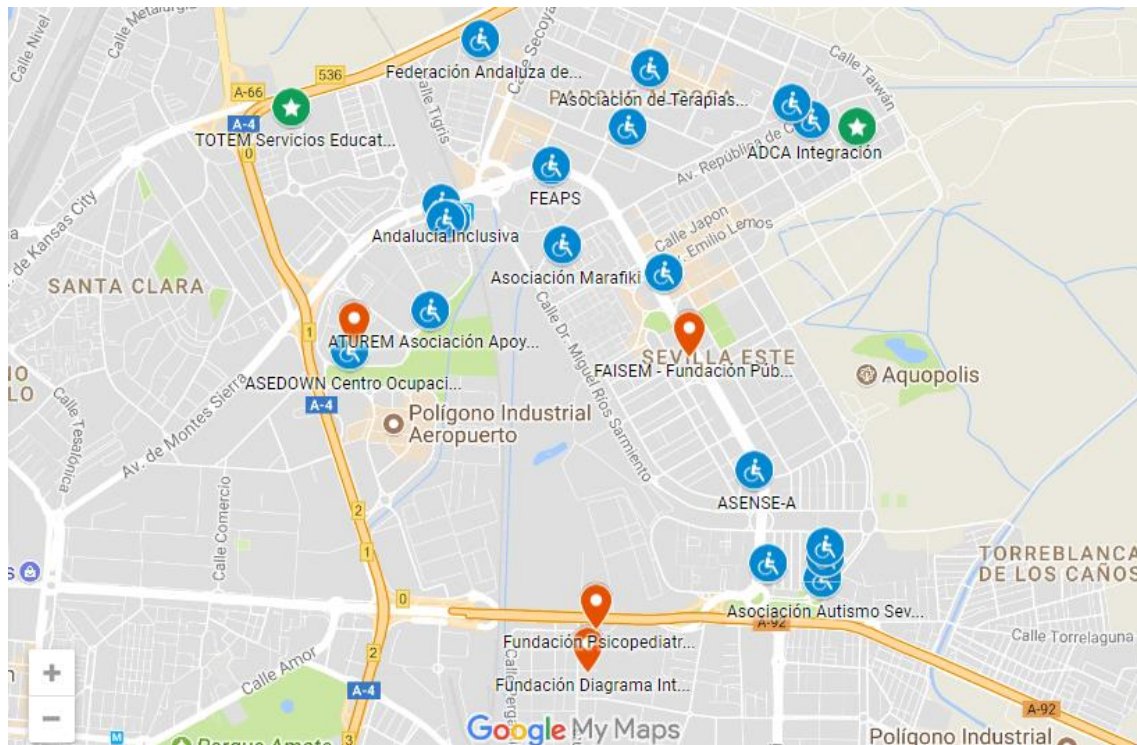 Calle Nivel
Calle Metalurgia
Calle Secoya
Federación Andaluza de...
536
A-66
A-4
0
TOTEM Servicios Educat...
Calle Tigris
Asociación de Terapias...
Calle Taiwán
Av. República de C
ADCA Integración
de Kansas City
FEAPS
Andalucía Inclusiva
Calle Japon
Emilio Lemos
Asociación Marafiki
SANTA CLARA
1
ATUREM Asociación Apoy...
ASEDOWN Centro Ocupaci...
SEVILLA ESTE
FAISEM - Fundación Púb...
Aquopolis
A-4
Polígono Industrial
Aeropuerto
Calle Dr. Miguel Ríos Sarmiento
Av. de Montes Sierra
Calle Tesalónica
Calle Comercio
ASENSE-A
2
1
TORREBLANCA
DE LOS CAÑOS
0
Asociación Autismo Sev...
A-92
Calle Torrelaguna
Fundación Psicopediatr...
2
Calle Amor
Fundación Diagrama Int...
A-4
A-92
+
−
M
3
Google My Maps
Polígono Industrial